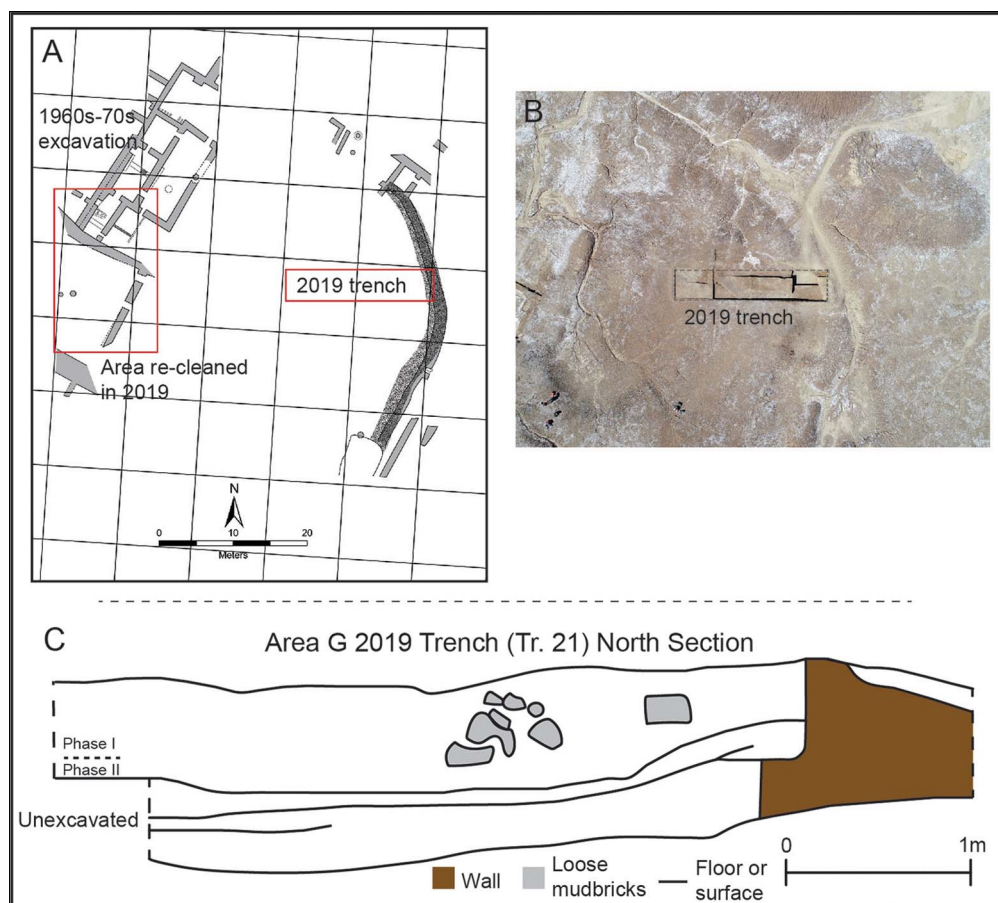 A
1960s-70s
excavation
2019 trench
Area re-cleaned
in 2019
N
0 10 20
Meters
B
2019 trench
C
Area G 2019 Trench (Tr. 21) North Section
Phase I
Phase II
Unexcavated
0 1m
Wall
Loose
mudbricks
Floor or
surface